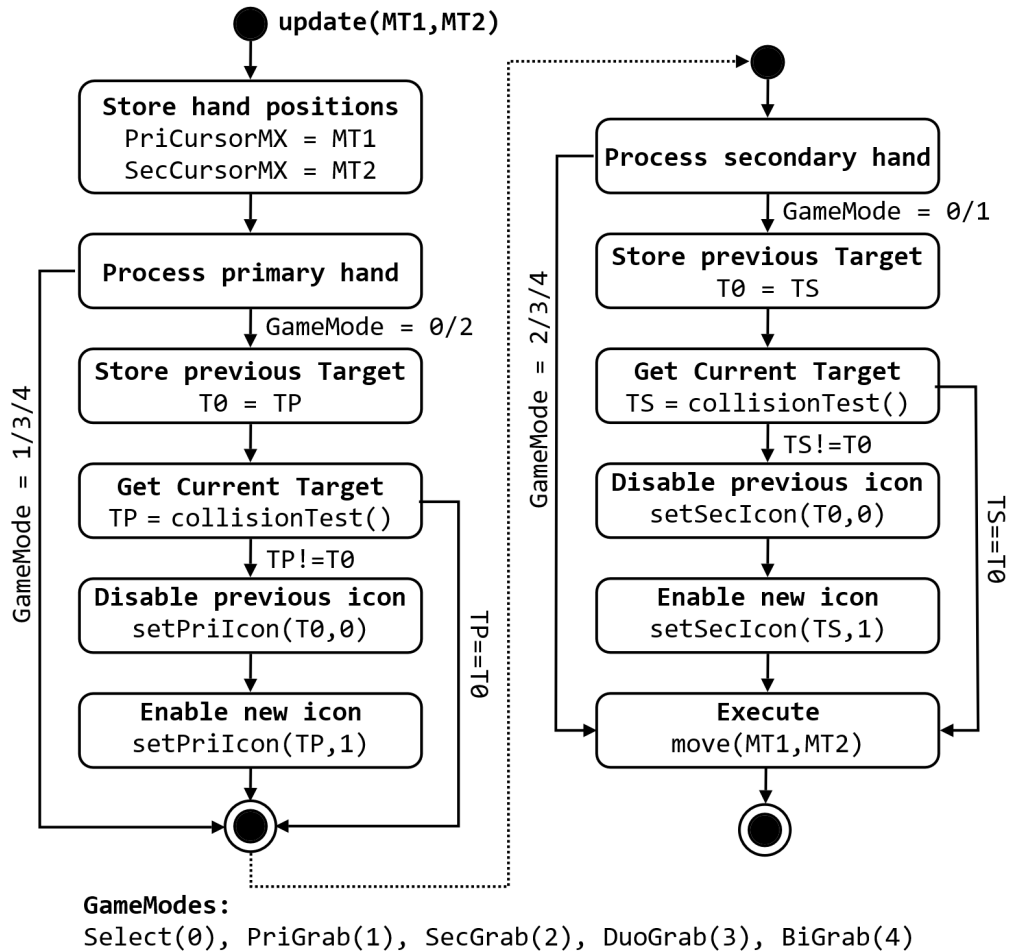 update(MT1,MT2)
Store hand positions
PriCursorMX = MT1
SecCursorMX = MT2
Process primary hand
GameMode = 0/2
GameMode = 1/3/4
Store previous Target
T0 = TP
Get Current Target
TP = collisionTest()
TP!=T0
TP==T0
Disable previous icon
setPriIcon(T0,0)
Enable new icon
setPriIcon(TP,1)
Process secondary hand
GameMode = 0/1
GameMode = 2/3/4
Store previous Target
T0 = TS
Get Current Target
TS = collisionTest()
TS!=T0
TS==T0
Disable previous icon
setSecIcon(T0,0)
Enable new icon
setSecIcon(TS,1)
Execute
move(MT1,MT2)
GameModes:
Select(0), PriGrab(1), SecGrab(2), DuoGrab(3), BiGrab(4)